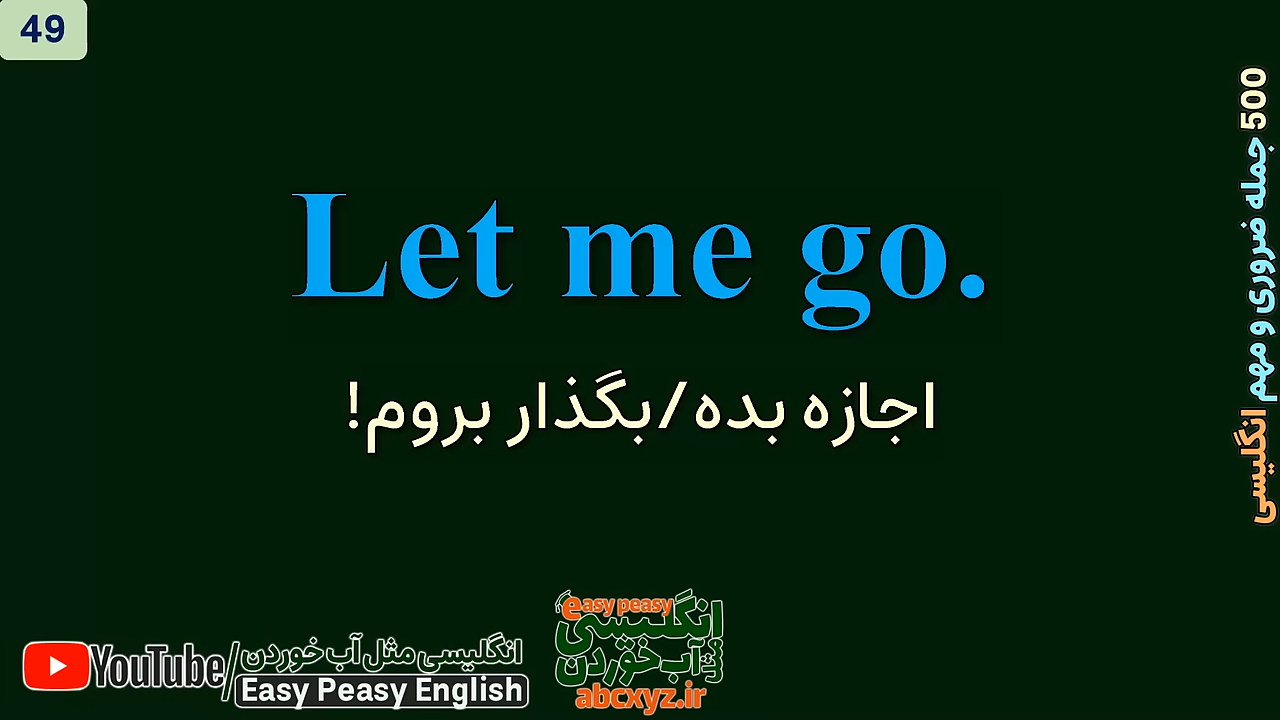 49
Let me go.
اجازه بده/بگذار بروم!
500 جمله ضروری و مهم انگلیسی
YouTube/انگلیسی مثل آب خوردن
Easy Peasy English
easy peasy
انگلیسی
مثل آب خوردن
abcxyz.ir